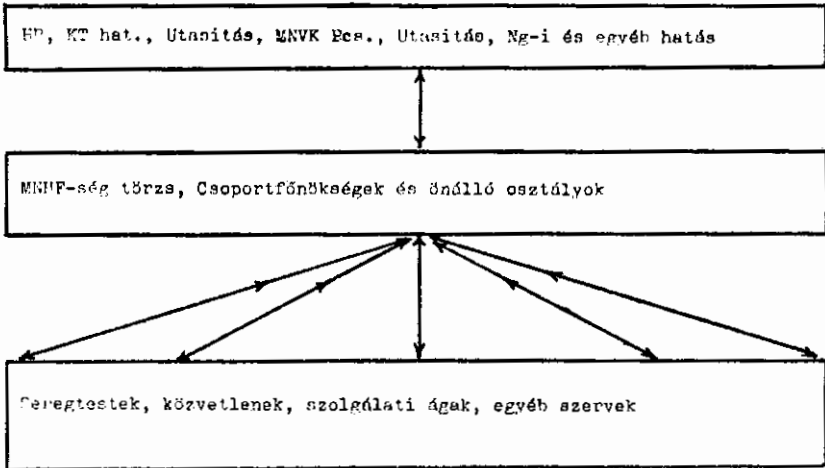 KT hat., Utasitás, MNVK Bcs., Utasitás, Ng-i és egyéb hatás
MNHF-ség törzs, Csoportfőnökségek és önálló osztályok
Seregtestek, közvetlenek, szolgálati ágak, egyéb szervek